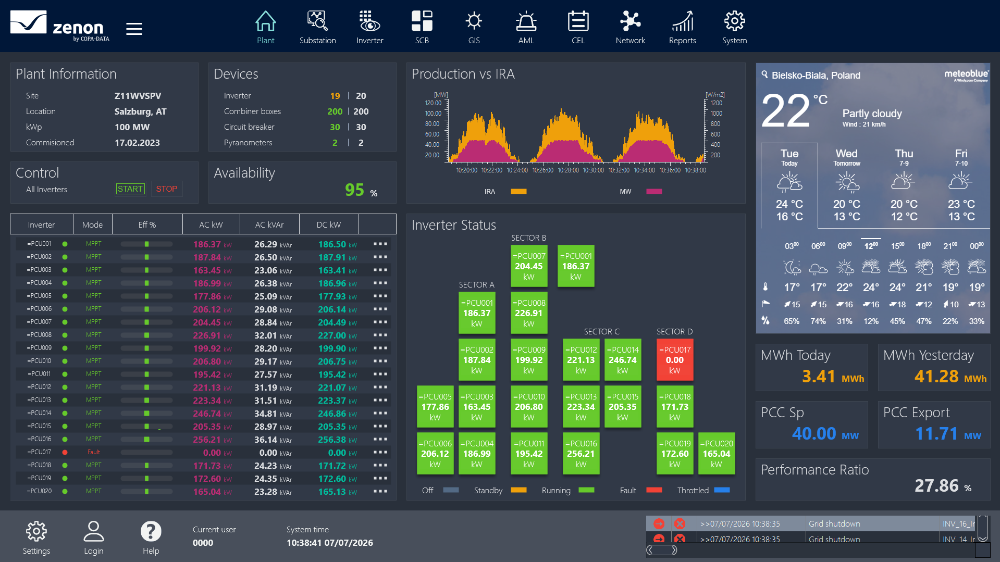 zenon
by COPA-DATA
Plant
Substation
Inverter
SCB
GIS
AML
CEL
Network
Reports
System
Plant Information
Site Z11WVSPV
Location Salzburg, AT
kWp 100 MW
Commisioned 17.02.2023
Devices
Inverter 19 | 20
Combiner boxes 200 | 200
Circuit breaker 30 | 30
Pyranometers 2 | 2
Control
All Inverters START STOP
Availability
95 %
Production vs IRA
[MW] [W/m2]
120.00 1200
100.00 1000
80.00 800
60.00 600
40.00 400
20.00 200
10:20:00 10:22:00 10:24:00 10:26:00 10:28:00 10:30:00 10:32:00 10:34:00 10:36:00 10:38:00
IRA MW
Inverter Mode Eff % AC kW AC kVAr DC kW
=PCU001 MPPT 186.37 kW 26.29 kVAr 186.50 kW
=PCU002 MPPT 187.84 kW 26.50 kVAr 187.91 kW
=PCU003 MPPT 163.45 kW 23.06 kVAr 163.41 kW
=PCU004 MPPT 186.99 kW 26.38 kVAr 186.96 kW
=PCU005 MPPT 177.86 kW 25.09 kVAr 177.93 kW
=PCU006 MPPT 206.12 kW 29.08 kVAr 206.14 kW
=PCU007 MPPT 204.45 kW 28.84 kVAr 204.49 kW
=PCU008 MPPT 226.91 kW 32.01 kVAr 227.00 kW
=PCU009 MPPT 199.92 kW 28.20 kVAr 199.90 kW
=PCU010 MPPT 206.80 kW 29.17 kVAr 206.75 kW
=PCU011 MPPT 195.42 kW 27.57 kVAr 195.42 kW
=PCU012 MPPT 221.13 kW 31.19 kVAr 221.07 kW
=PCU013 MPPT 223.34 kW 31.51 kVAr 223.37 kW
=PCU014 MPPT 246.74 kW 34.81 kVAr 246.86 kW
=PCU015 MPPT 205.35 kW 28.97 kVAr 205.35 kW
=PCU016 MPPT 256.21 kW 36.14 kVAr 256.38 kW
=PCU017 Fault 0.00 kW 0.00 kVAr 0.00 kW
=PCU018 MPPT 171.73 kW 24.23 kVAr 171.72 kW
=PCU019 MPPT 172.60 kW 24.35 kVAr 172.60 kW
=PCU020 MPPT 165.04 kW 23.28 kVAr 165.13 kW
Inverter Status
SECTOR B
=PCU007 =PCU001
204.45 186.37
kW kW
SECTOR A
=PCU001 =PCU008
186.37 226.91
kW kW
SECTOR C SECTOR D
=PCU002 =PCU009 =PCU012 =PCU014 =PCU017
187.84 199.92 221.13 246.74 0.00
kW kW kW kW kW
=PCU005 =PCU003 =PCU010 =PCU013 =PCU015 =PCU018
177.86 163.45 206.80 223.34 205.35 171.73
kW kW kW kW kW kW
=PCU006 =PCU004 =PCU011 =PCU016 =PCU019 =PCU020
206.12 186.99 195.42 256.21 172.60 165.04
kW kW kW kW kW kW
Off Standby Running Fault Throttled
Bielsko-Biala, Poland
meteoblue
A Windy.com Company
22 °C
Partly cloudy
Wind : 21 km/h
Tue Wed Thu Fri
Today Tomorrow 7-9 7-10
24 °C 20 °C 20 °C 23 °C
16 °C 13 °C 12 °C 13 °C
0300 0600 0900 1200 1500 1800 2100 0000
17° 17° 22° 24° 24° 21° 19° 19°
15 15 16 16 18 12 10 13
65% 74% 31% 12% 45% 47% 22% 33%
MWh Today
3.41 MWh
MWh Yesterday
41.28 MWh
PCC Sp
40.00 MW
PCC Export
11.71 MW
Performance Ratio
27.86 %
Settings
Login
Help
Current user
0000
System time
10:38:41 07/07/2026
>>07/07/2026 10:38:35 Grid shutdown INV_16_Ir
>>07/07/2026 10:38:35 Grid shutdown INV_14_Ir